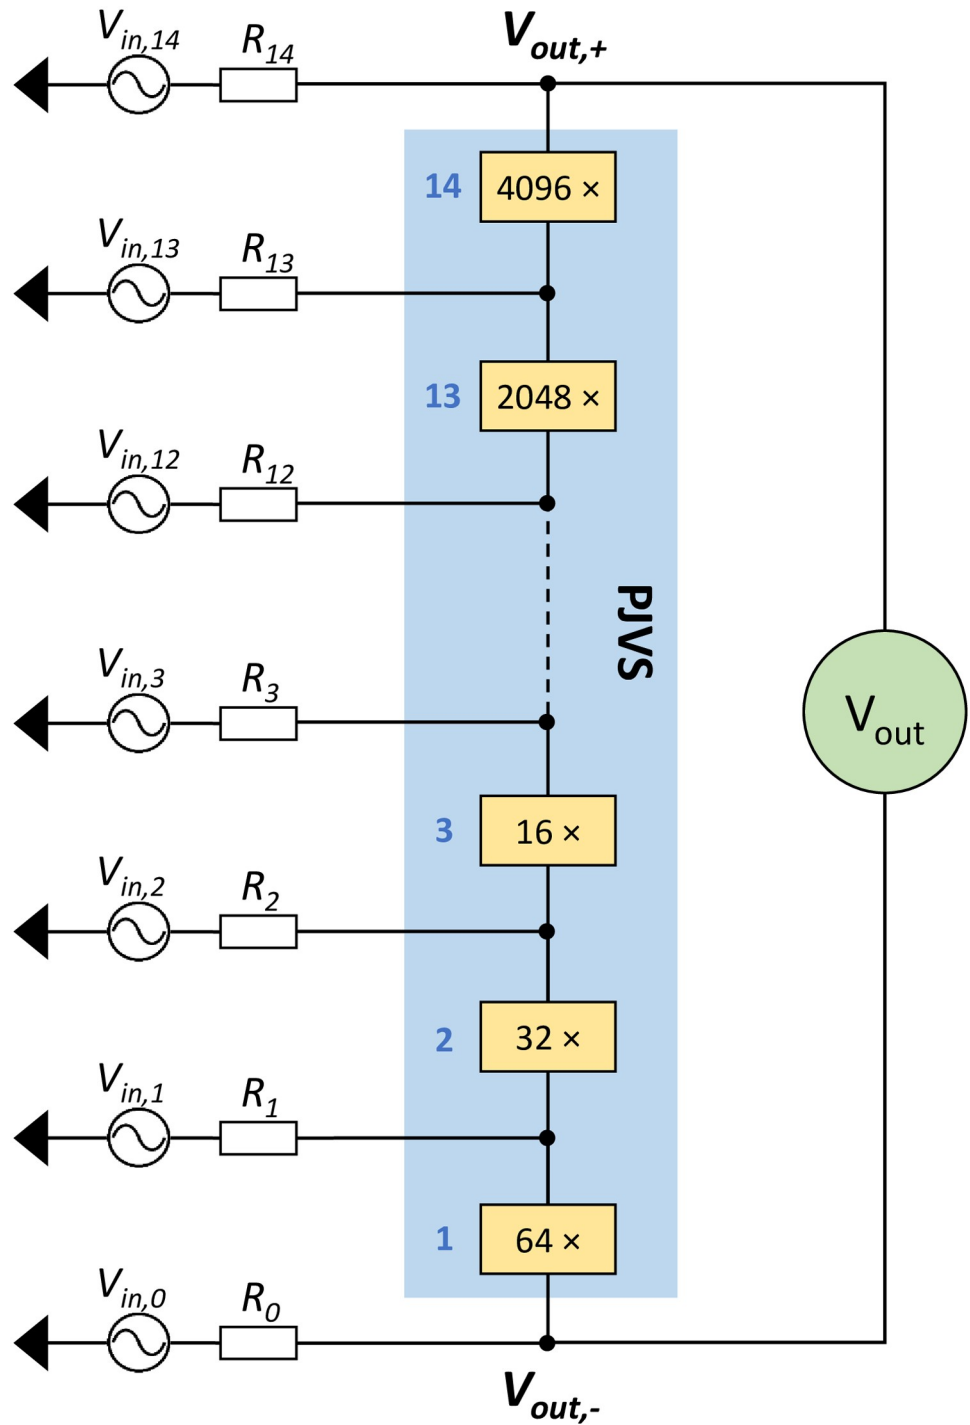 V_in,14 R_14 V_out,+
14 4096 ×
V_in,13 R_13
13 2048 ×
V_in,12 R_12
PJVS
V_in,3 R_3
V_out
3 16 ×
V_in,2 R_2
2 32 ×
V_in,1 R_1
1 64 ×
V_in,0 R_0
V_out,-